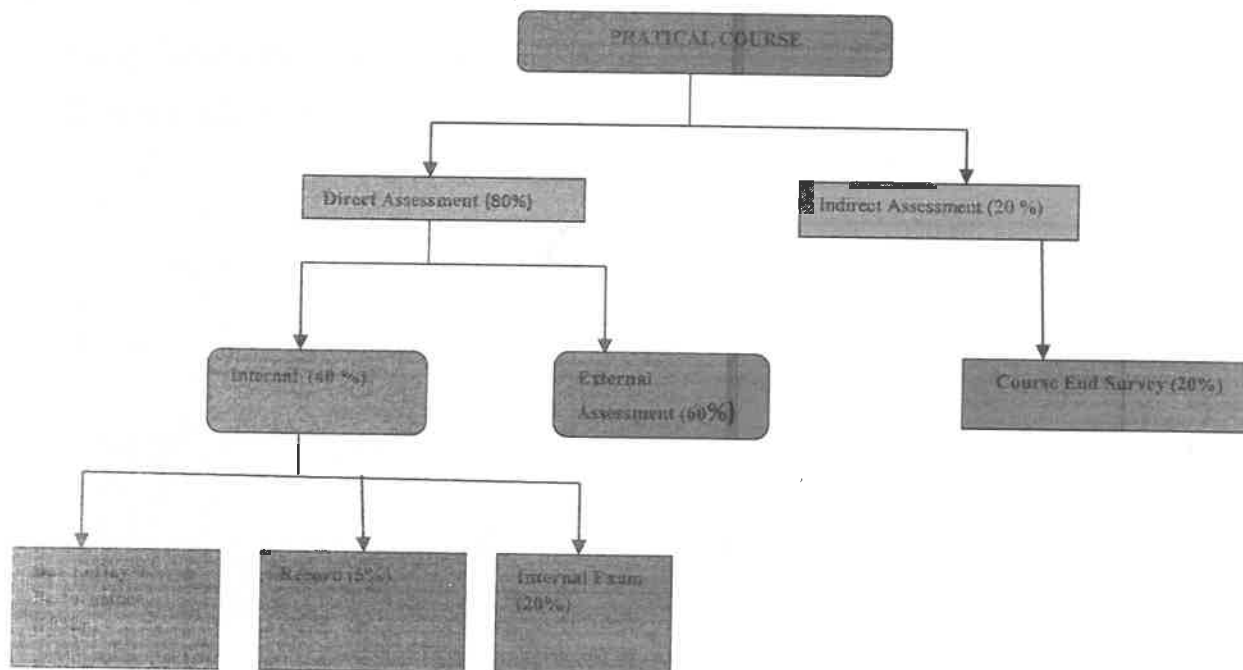 PRATICAL COURSE
Direct Assessment (80%)
Indirect Assessment (20 %)
Internal (40 %)
External
Assessment (60%)
Course End Survey (20%)
Record (5%)
Internal Exam
(20%)